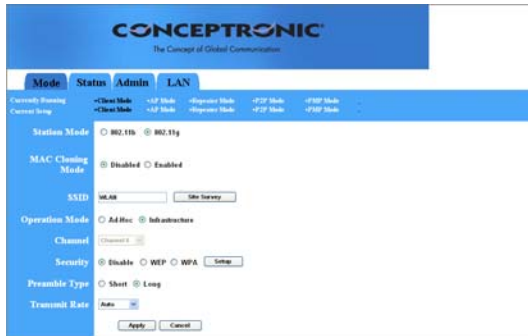 CONCEPTRONIC
The Concept of Global Communication
Mode Status Admin LAN
Currently Running •Client Mode •AP Mode •Repeater Mode •P2P Mode •PMP Mode
Current Setup •Client Mode •AP Mode •Repeater Mode •P2P Mode •PMP Mode
Station Mode 802.11b 802.11g
MAC Cloning Mode Disabled Enabled
SSID WLAN Site Survey
Operation Mode Ad-Hoc Infrastructure
Channel Channel 6
Security Disable WEP WPA Setup
Preamble Type Short Long
Transmit Rate Auto
Apply Cancel